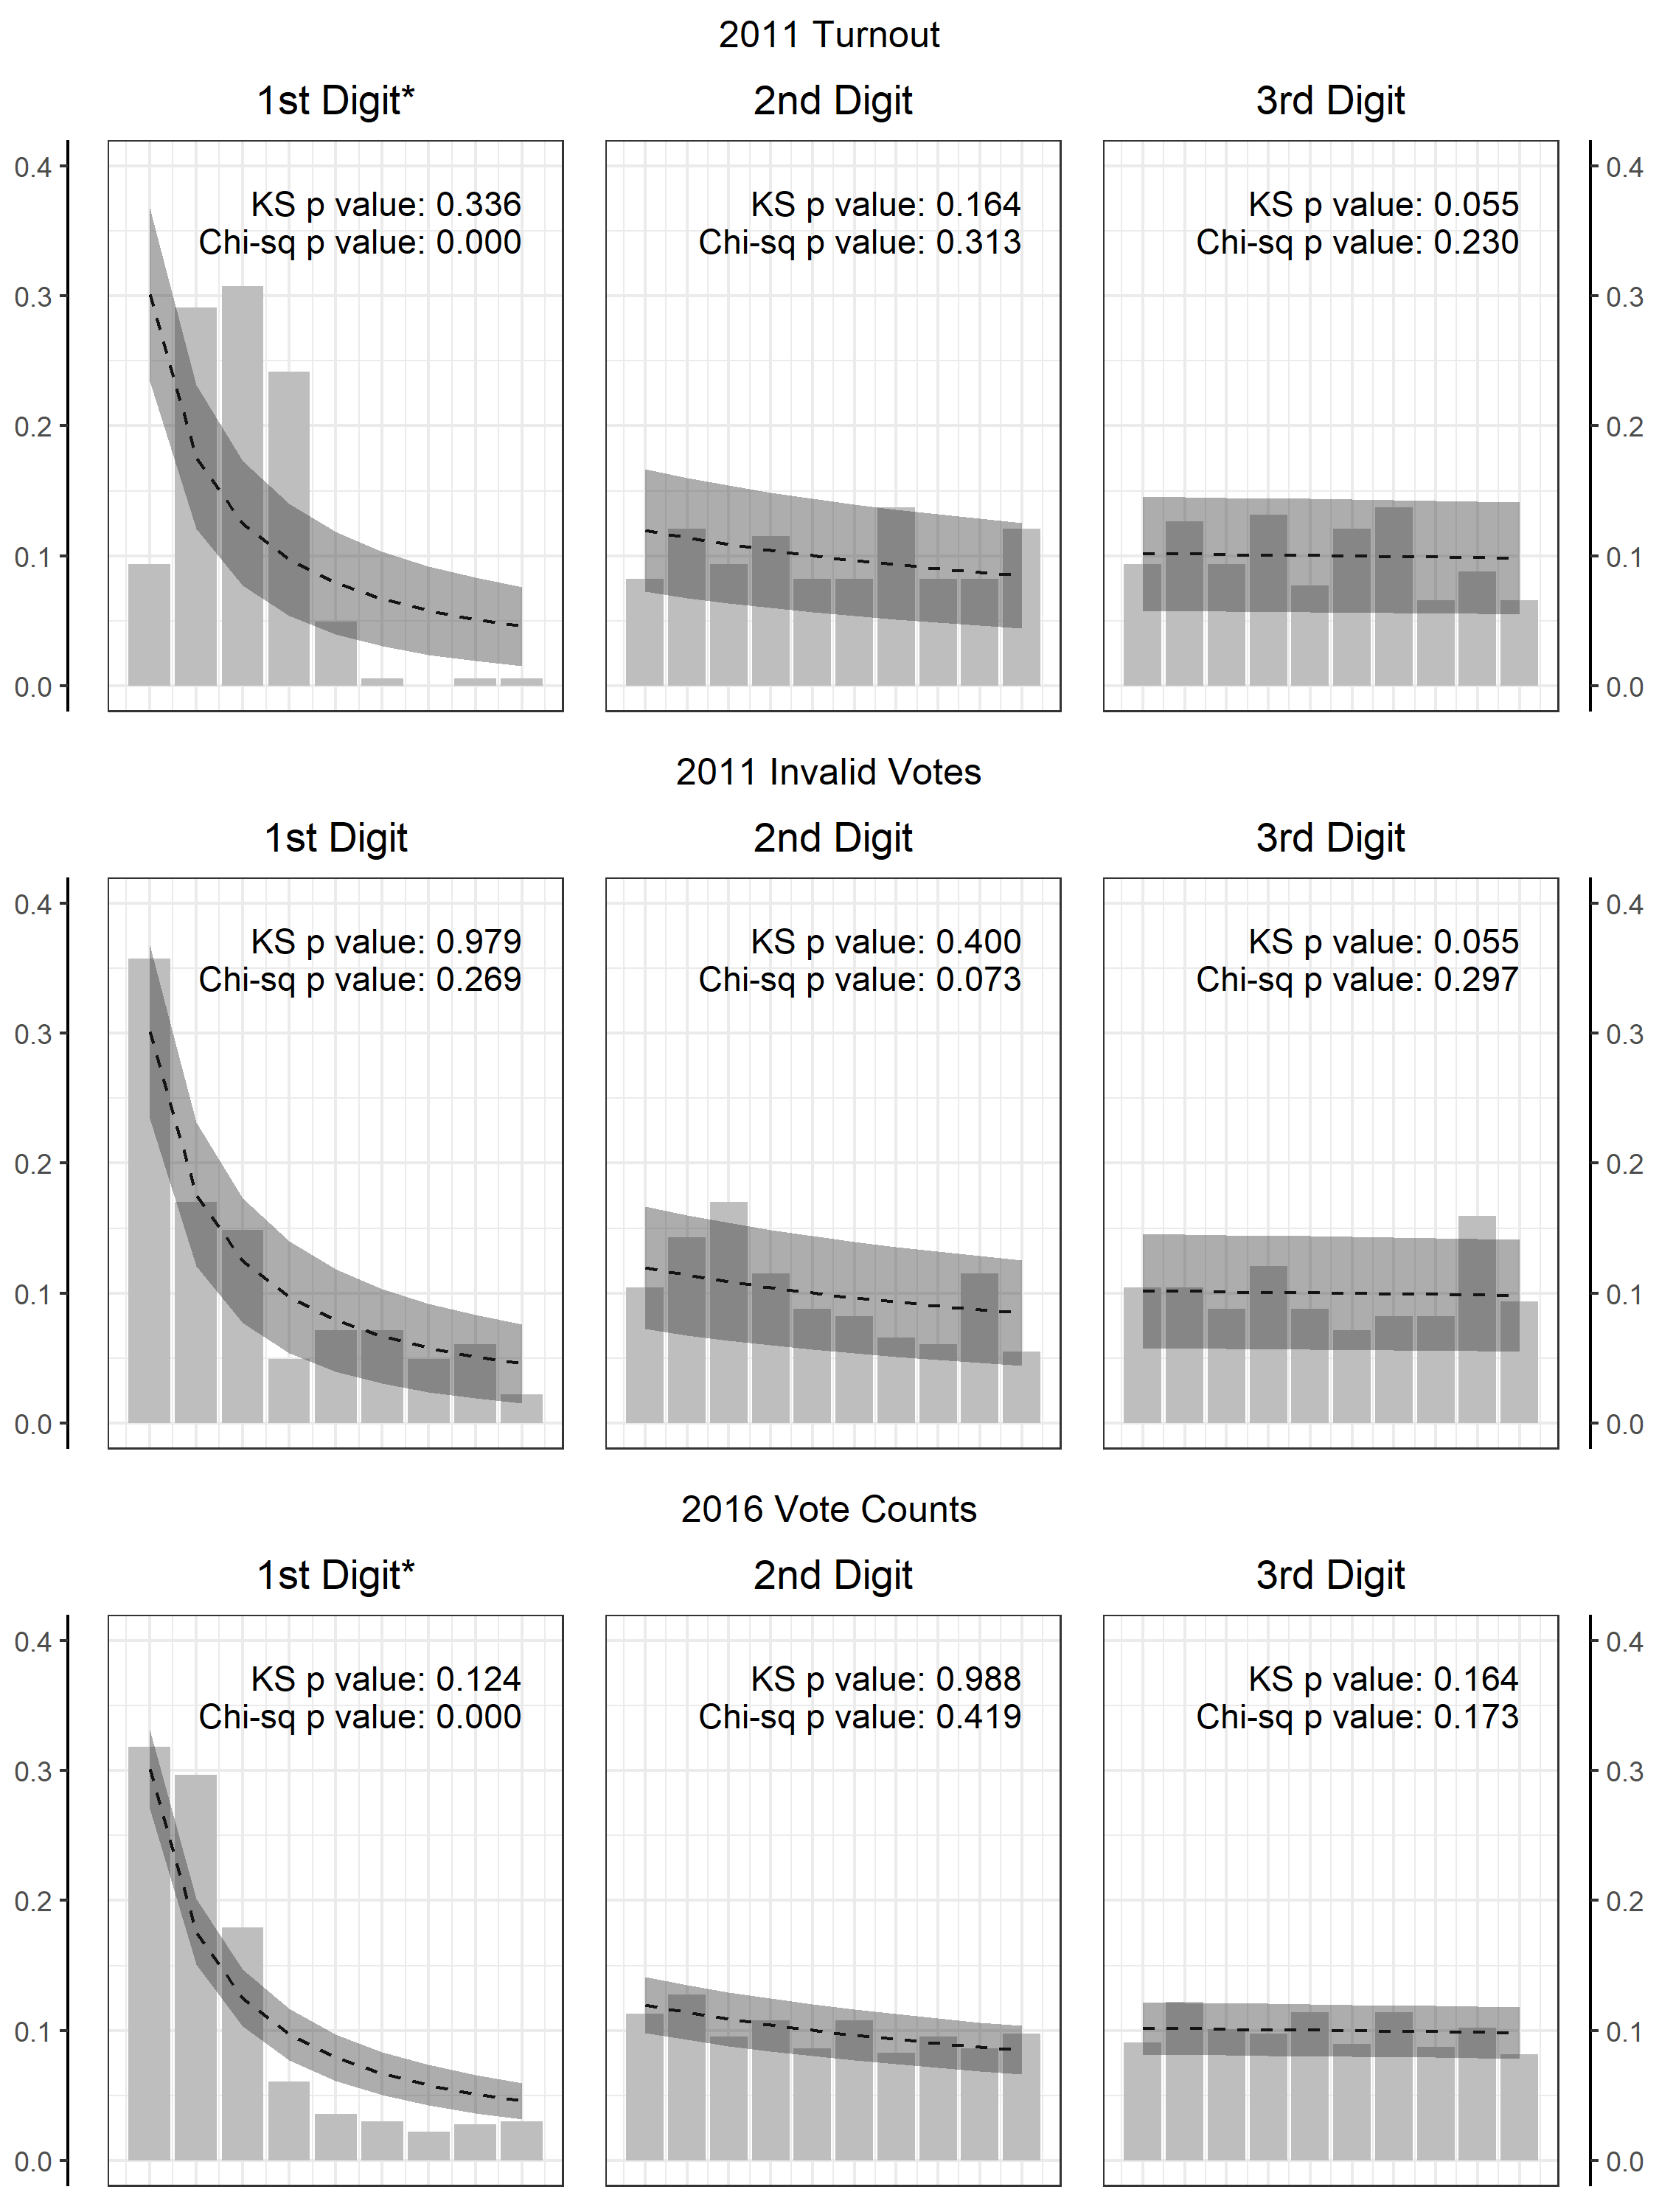 2011 Turnout
1st Digit*
2nd Digit
3rd Digit
0.4
0.3
0.2
0.1
0.0
KS p value: 0.336
Chi-sq p value: 0.000
KS p value: 0.164
Chi-sq p value: 0.313
KS p value: 0.055
Chi-sq p value: 0.230
0.4
0.3
0.2
0.1
0.0
2011 Invalid Votes
1st Digit
2nd Digit
3rd Digit
0.4
0.3
0.2
0.1
0.0
KS p value: 0.979
Chi-sq p value: 0.269
KS p value: 0.400
Chi-sq p value: 0.073
KS p value: 0.055
Chi-sq p value: 0.297
0.4
0.3
0.2
0.1
0.0
2016 Vote Counts
1st Digit*
2nd Digit
3rd Digit
0.4
0.3
0.2
0.1
0.0
KS p value: 0.124
Chi-sq p value: 0.000
KS p value: 0.988
Chi-sq p value: 0.419
KS p value: 0.164
Chi-sq p value: 0.173
0.4
0.3
0.2
0.1
0.0